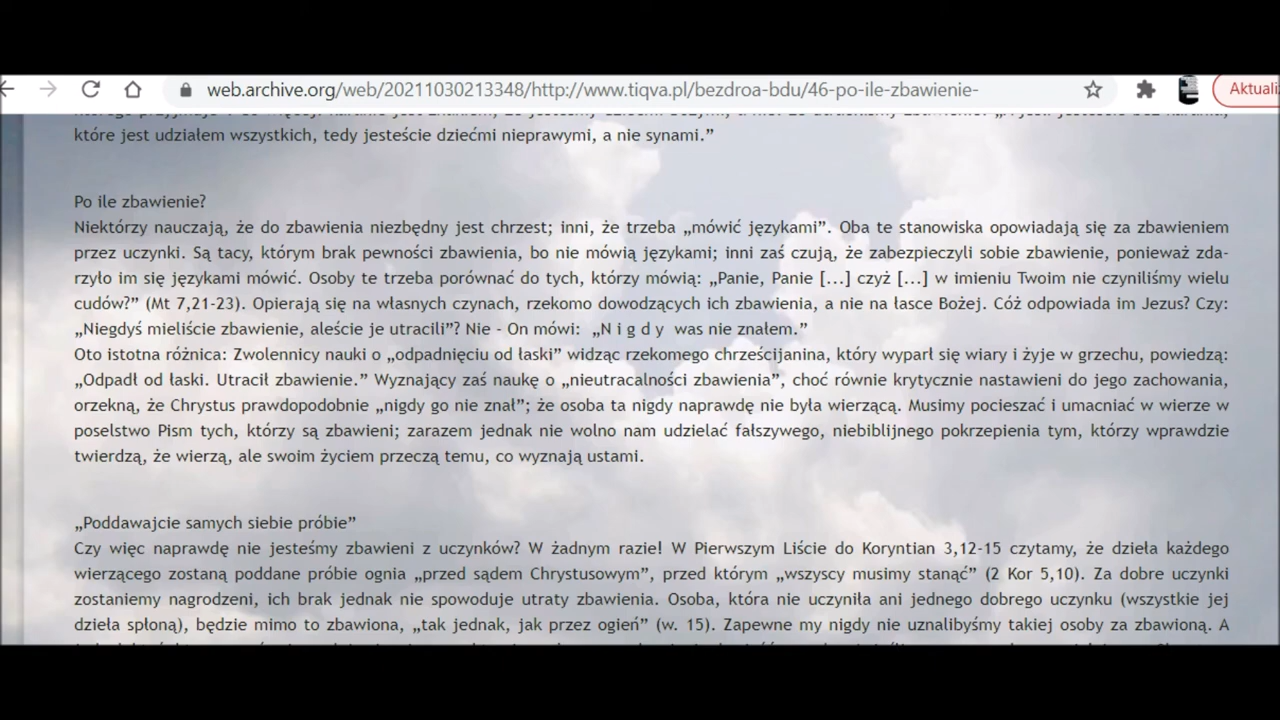 web.archive.org/web/20211030213348/http://www.tiqva.pl/bezdroa-bdu/46-po-ile-zbawienie-
Aktuali
które jest udziałem wszystkich, tedy jesteście dziećmi nieprawymi, a nie synami.”
Po ile zbawienie?
Niektórzy nauczają, że do zbawienia niezbędny jest chrzest; inni, że trzeba „mówić językami”. Oba te stanowiska opowiadają się za zbawieniem
przez uczynki. Są tacy, którym brak pewności zbawienia, bo nie mówią językami; inni zaś czują, że zabezpieczyli sobie zbawienie, ponieważ zda-
rzyło im się językami mówić. Osoby te trzeba porównać do tych, którzy mówią: „Panie, Panie [...] czyż [...] w imieniu Twoim nie czyniliśmy wielu
cudów?” (Mt 7,21-23). Opierają się na własnych czynach, rzekomo dowodzących ich zbawienia, a nie na łasce Bożej. Cóż odpowiada im Jezus? Czy:
„Niegdyś mieliście zbawienie, aleście je utracili”? Nie - On mówi: „N i g d y was nie znałem.”
Oto istotna różnica: Zwolennicy nauki o „odpadnięciu od łaski” widząc rzekomego chrześcijanina, który wyparł się wiary i żyje w grzechu, powiedzą:
„Odpadł od łaski. Utracił zbawienie.” Wyznający zaś naukę o „nieutracalności zbawienia”, choć równie krytycznie nastawieni do jego zachowania,
orzekną, że Chrystus prawdopodobnie „nigdy go nie znał”; że osoba ta nigdy naprawdę nie była wierzącą. Musimy pocieszać i umacniać w wierze w
poselstwo Pism tych, którzy są zbawieni; zarazem jednak nie wolno nam udzielać fałszywego, niebiblijnego pokrzepienia tym, którzy wprawdzie
twierdzą, że wierzą, ale swoim życiem przeczą temu, co wyznają ustami.
„Poddawajcie samych siebie próbie”
Czy więc naprawdę nie jesteśmy zbawieni z uczynków? W żadnym razie! W Pierwszym Liście do Koryntian 3,12-15 czytamy, że dzieła każdego
wierzącego zostaną poddane próbie ognia „przed sądem Chrystusowym”, przed którym „wszyscy musimy stanąć” (2 Kor 5,10). Za dobre uczynki
zostaniemy nagrodzeni, ich brak jednak nie spowoduje utraty zbawienia. Osoba, która nie uczyniła ani jednego dobrego uczynku (wszystkie jej
dzieła spłoną), będzie mimo to zbawiona, „tak jednak, jak przez ogień” (w. 15). Zapewne my nigdy nie uznalibyśmy takiej osoby za zbawioną. A